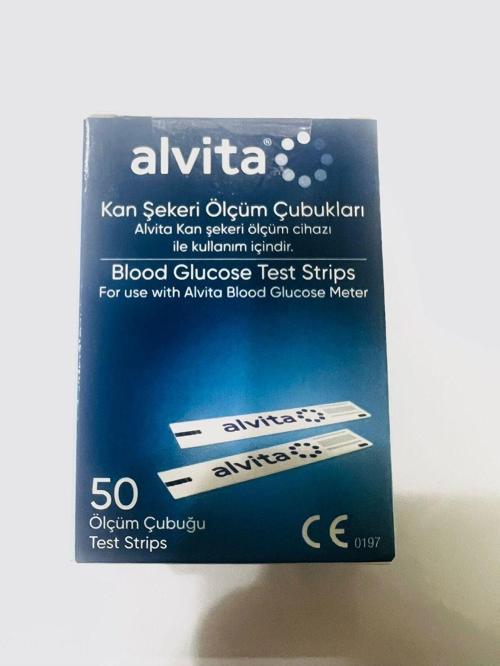 alvita®
Kan Şekeri Ölçüm Çubukları
Alvita Kan şekeri ölçüm cihazı
ile kullanım içindir.
Blood Glucose Test Strips
For use with Alvita Blood Glucose Meter
alvita
alvita
50
Ölçüm Çubuğu
Test Strips
CE 0197